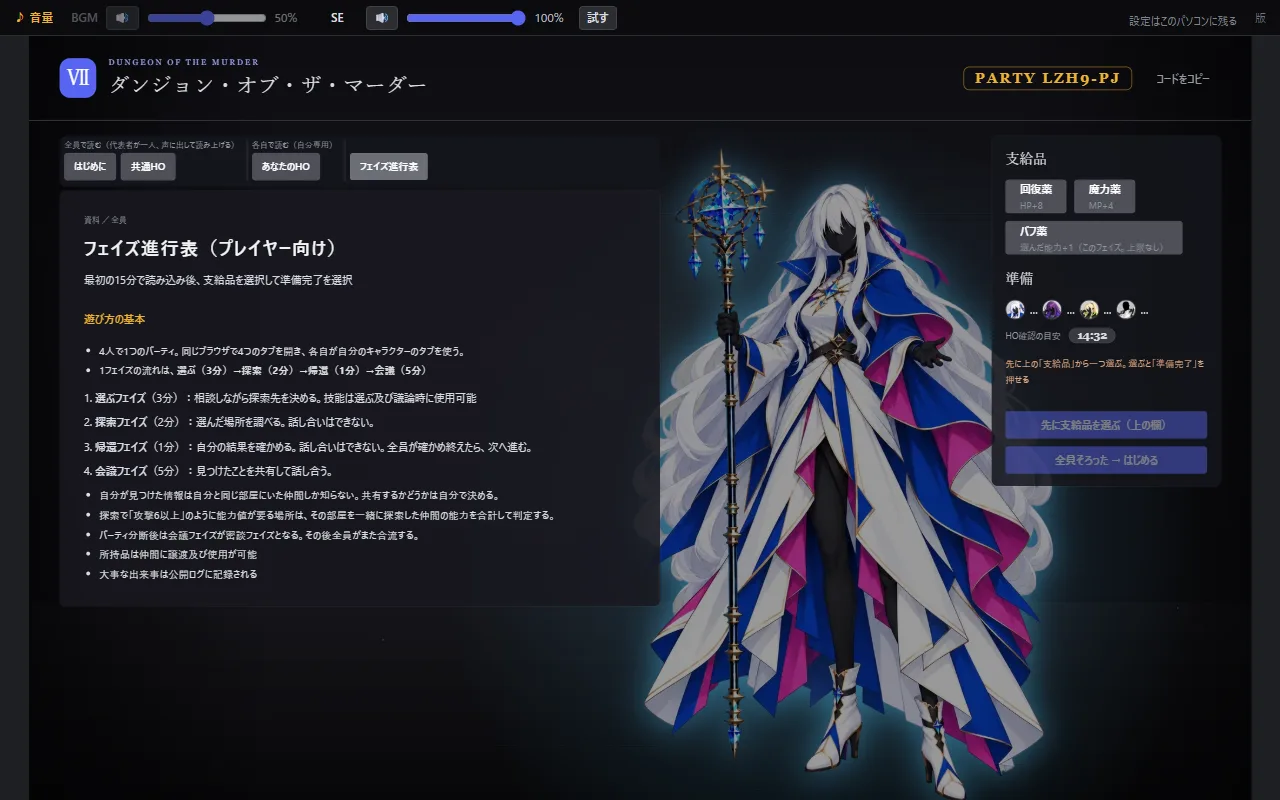 ♪ 音量 BGM 50% SE 100% 試す 設定はこのパソコンに残る 版
VII
DUNGEON OF THE MURDER
ダンジョン・オブ・ザ・マーダー
PARTY LZH9-PJ コードをコピー
全員で読む（代表者が一人、声に出して読み上げる） 各自で読む（自分専用）
はじめに 共通HO あなたのHO フェイズ進行表
資料 ／ 全員
フェイズ進行表（プレイヤー向け）
最初の15分で読み込み後、支給品を選択して準備完了を選択
遊び方の基本
• 4人で1つのパーティ。同じブラウザで4つのタブを開き、各自が自分のキャラクターのタブを使う。
• 1フェイズの流れは、選ぶ（3分）→探索（2分）→帰還（1分）→会議（5分）
1. 選ぶフェイズ（3分）：相談しながら探索先を決める。技能は選ぶ及び議論時に使用可能
2. 探索フェイズ（2分）：選んだ場所を調べる。話し合いはできない。
3. 帰還フェイズ（1分）：自分の結果を確かめる。話し合いはできない。全員が確かめ終えたら、次へ進む。
4. 会議フェイズ（5分）：見つけたことを共有して話し合う。
• 自分が見つけた情報は自分と同じ部屋にいた仲間しか知らない。共有するかどうかは自分で決める。
• 探索で「攻撃6以上」のように能力値が要る場所は、その部屋を一緒に探索した仲間の能力を合計して判定する。
• パーティ分断後は会議フェイズが密談フェイズとなる。その後全員がまた合流する。
• 所持品は仲間に譲渡及び使用が可能
• 大事な出来事は公開ログに記録される
支給品
回復薬 魔力薬
HP+8 MP+4
バフ薬
選んだ能力+1（このフェイズ。上限なし）
準備
... ... ... ...
HO確認の目安 14:32
先に上の「支給品」から一つ選ぶ。選ぶと「準備完了」を
押せる
先に支給品を選ぶ（上の欄）
全員そろった → はじめる